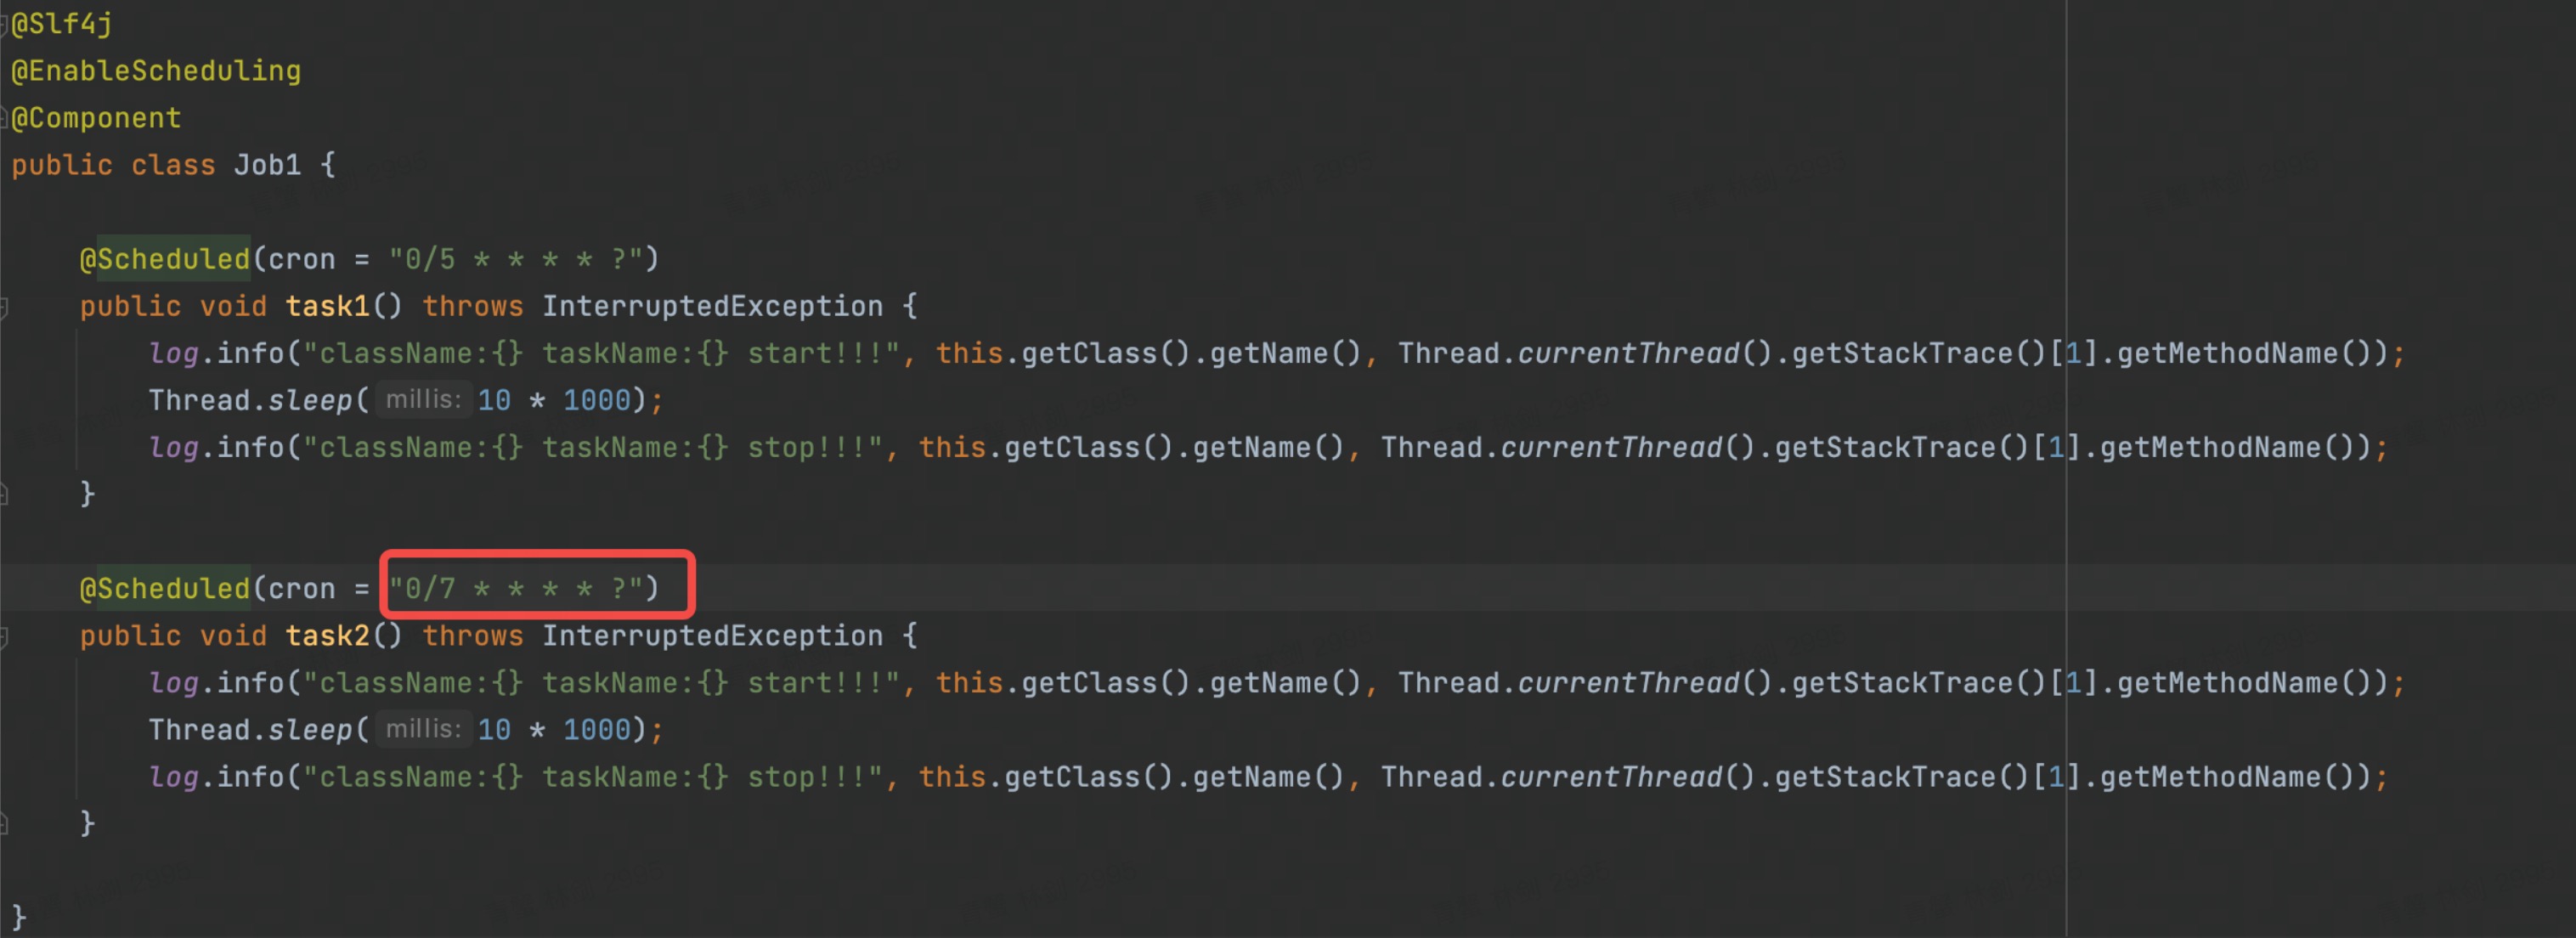 @Slf4j
@EnableScheduling
@Component
public class Job1 {
@Scheduled(cron = "0/5 * * * * ?")
public void task1() throws InterruptedException {
log.info("className:{} taskName:{} start!!!", this.getClass().getName(), Thread.currentThread().getStackTrace()[1].getMethodName());
Thread.sleep( millis: 10 * 1000);
log.info("className:{} taskName:{} stop!!!", this.getClass().getName(), Thread.currentThread().getStackTrace()[1].getMethodName());
}
@Scheduled(cron = "0/7 * * * * ?")
public void task2() throws InterruptedException {
log.info("className:{} taskName:{} start!!!", this.getClass().getName(), Thread.currentThread().getStackTrace()[1].getMethodName());
Thread.sleep( millis: 10 * 1000);
log.info("className:{} taskName:{} stop!!!", this.getClass().getName(), Thread.currentThread().getStackTrace()[1].getMethodName());
}
}